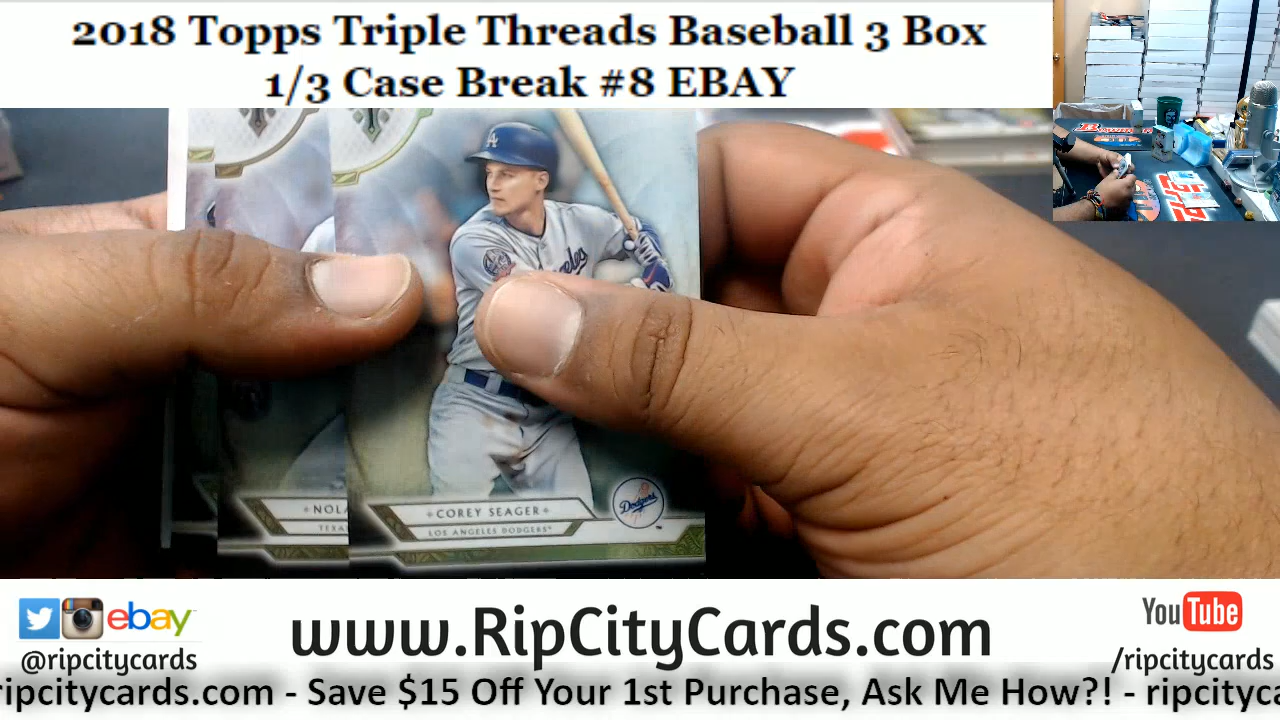 2018 Topps Triple Threads Baseball 3 Box
1/3 Case Break #8 EBAY
LA
NOLA
TEXA
COREY SEAGER
LOS ANGELES DODGERS
Dodgers
ebay
@ripcitycards
www.RipCityCards.com
YouTube
/ripcitycards
ripcitycards.com - Save $15 Off Your 1st Purchase, Ask Me How?! - ripcityca